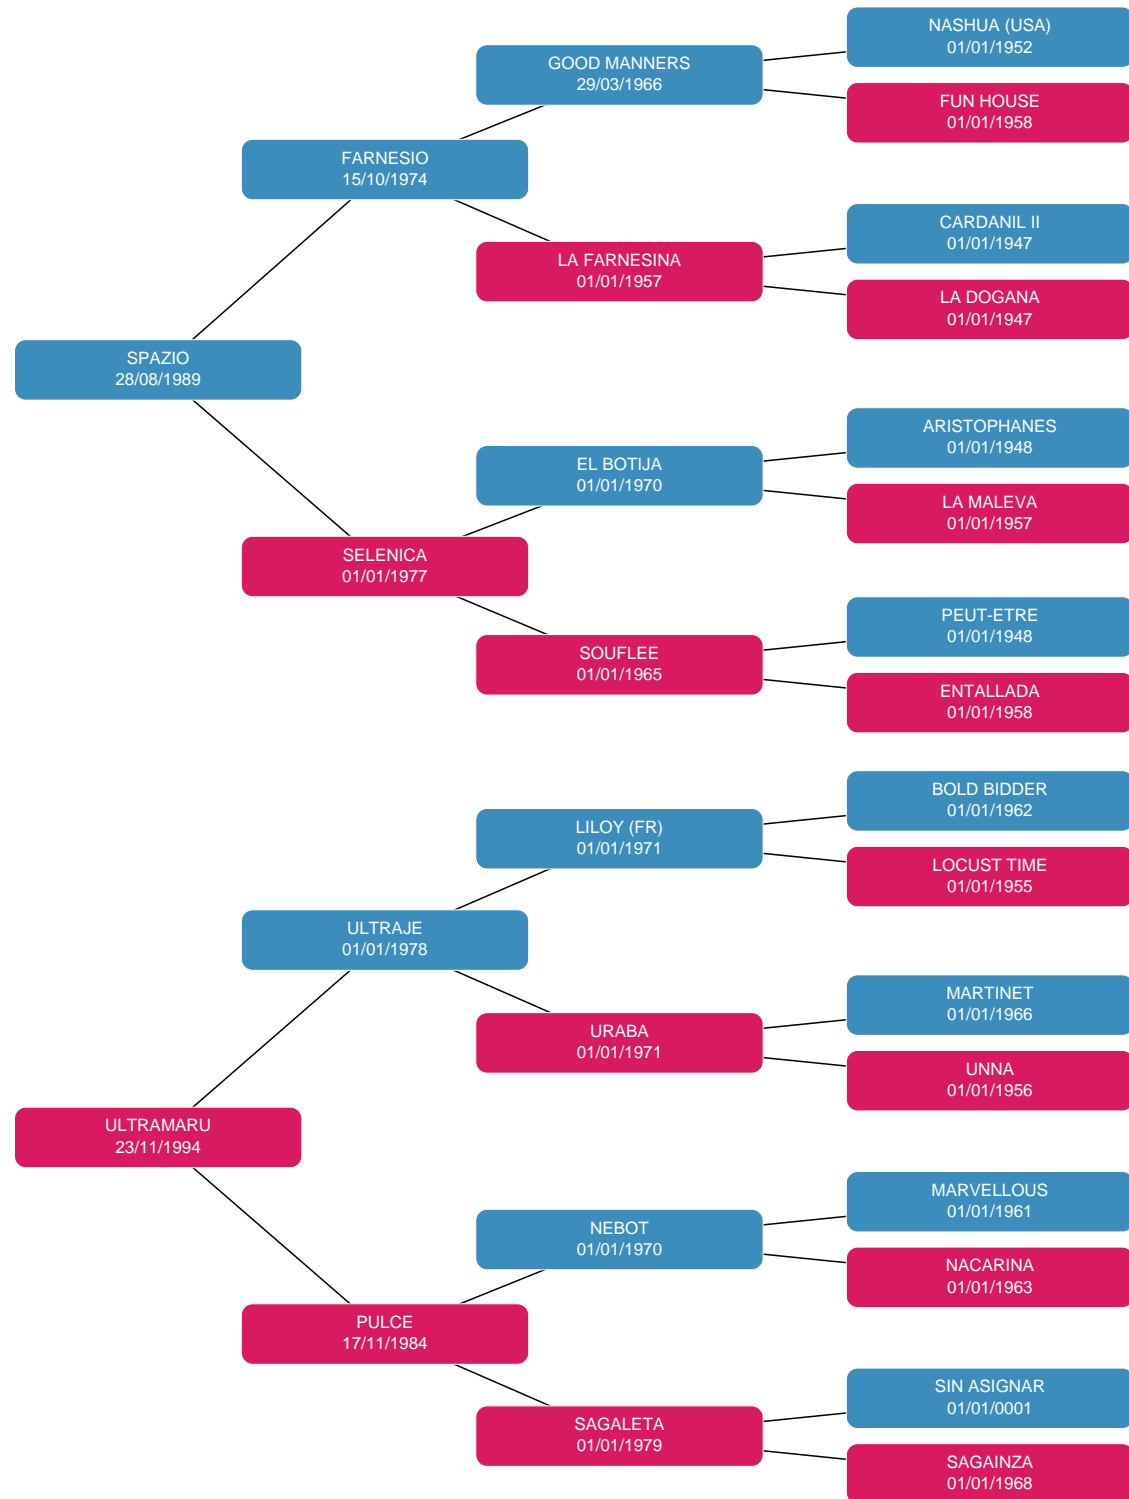 NASHUA (USA)
01/01/1952
GOOD MANNERS
29/03/1966
FUN HOUSE
01/01/1958
FARNESIO
15/10/1974
CARDANIL II
01/01/1947
LA FARNESINA
01/01/1957
LA DOGANA
01/01/1947
SPAZIO
28/08/1989
ARISTOPHANES
01/01/1948
EL BOTIJA
01/01/1970
LA MALEVA
01/01/1957
SELENICA
01/01/1977
PEUT-ETRE
01/01/1948
SOUFLEE
01/01/1965
ENTALLADA
01/01/1958
BOLD BIDDER
01/01/1962
LILOY (FR)
01/01/1971
LOCUST TIME
01/01/1955
ULTRAJE
01/01/1978
MARTINET
01/01/1966
URABA
01/01/1971
UNNA
01/01/1956
ULTRAMARU
23/11/1994
MARVELLOUS
01/01/1961
NEBOT
01/01/1970
NACARINA
01/01/1963
PULCE
17/11/1984
SIN ASIGNAR
01/01/0001
SAGALETA
01/01/1979
SAGAINZA
01/01/1968